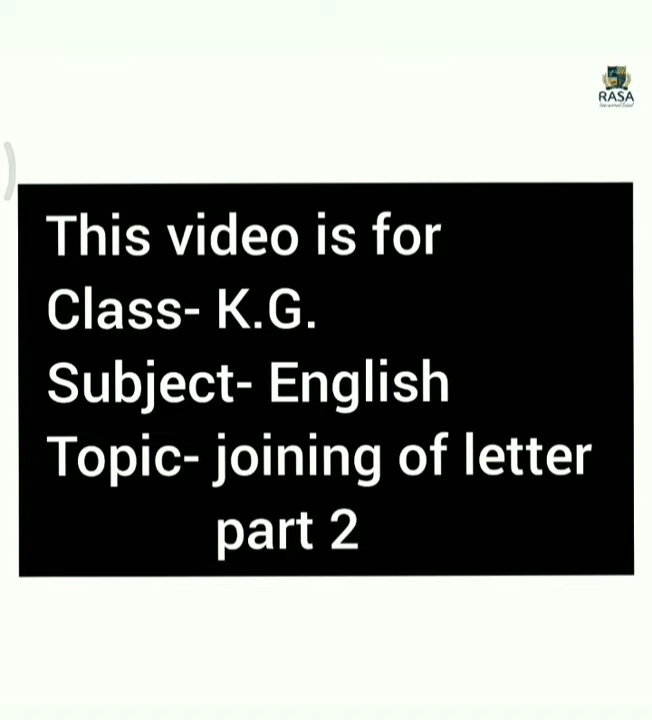 RASA
This video is for
Class- K.G.
Subject- English
Topic- joining of letter
part 2